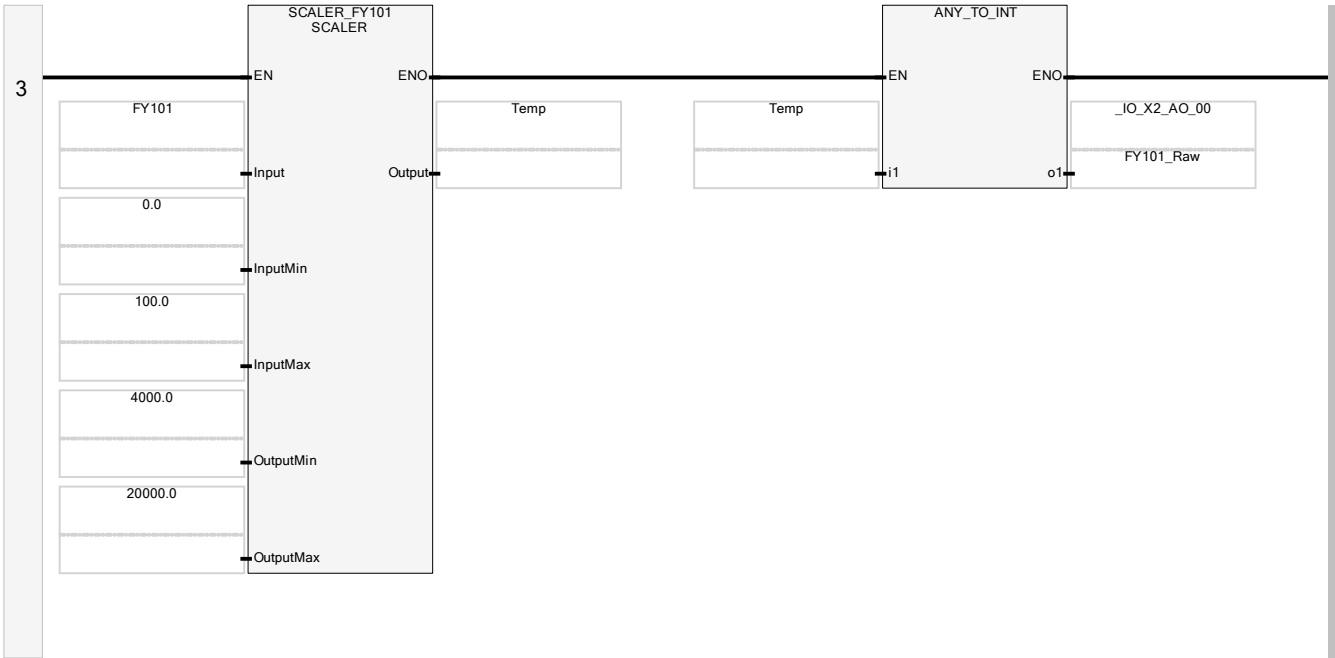 SCALER_FY101
SCALER
ANY_TO_INT
3
EN
ENO
EN
ENO
FY101
Temp
Temp
_IO_X2_AO_00
FY101_Raw
Input
Output
i1
o1
0.0
InputMin
100.0
InputMax
4000.0
OutputMin
20000.0
OutputMax